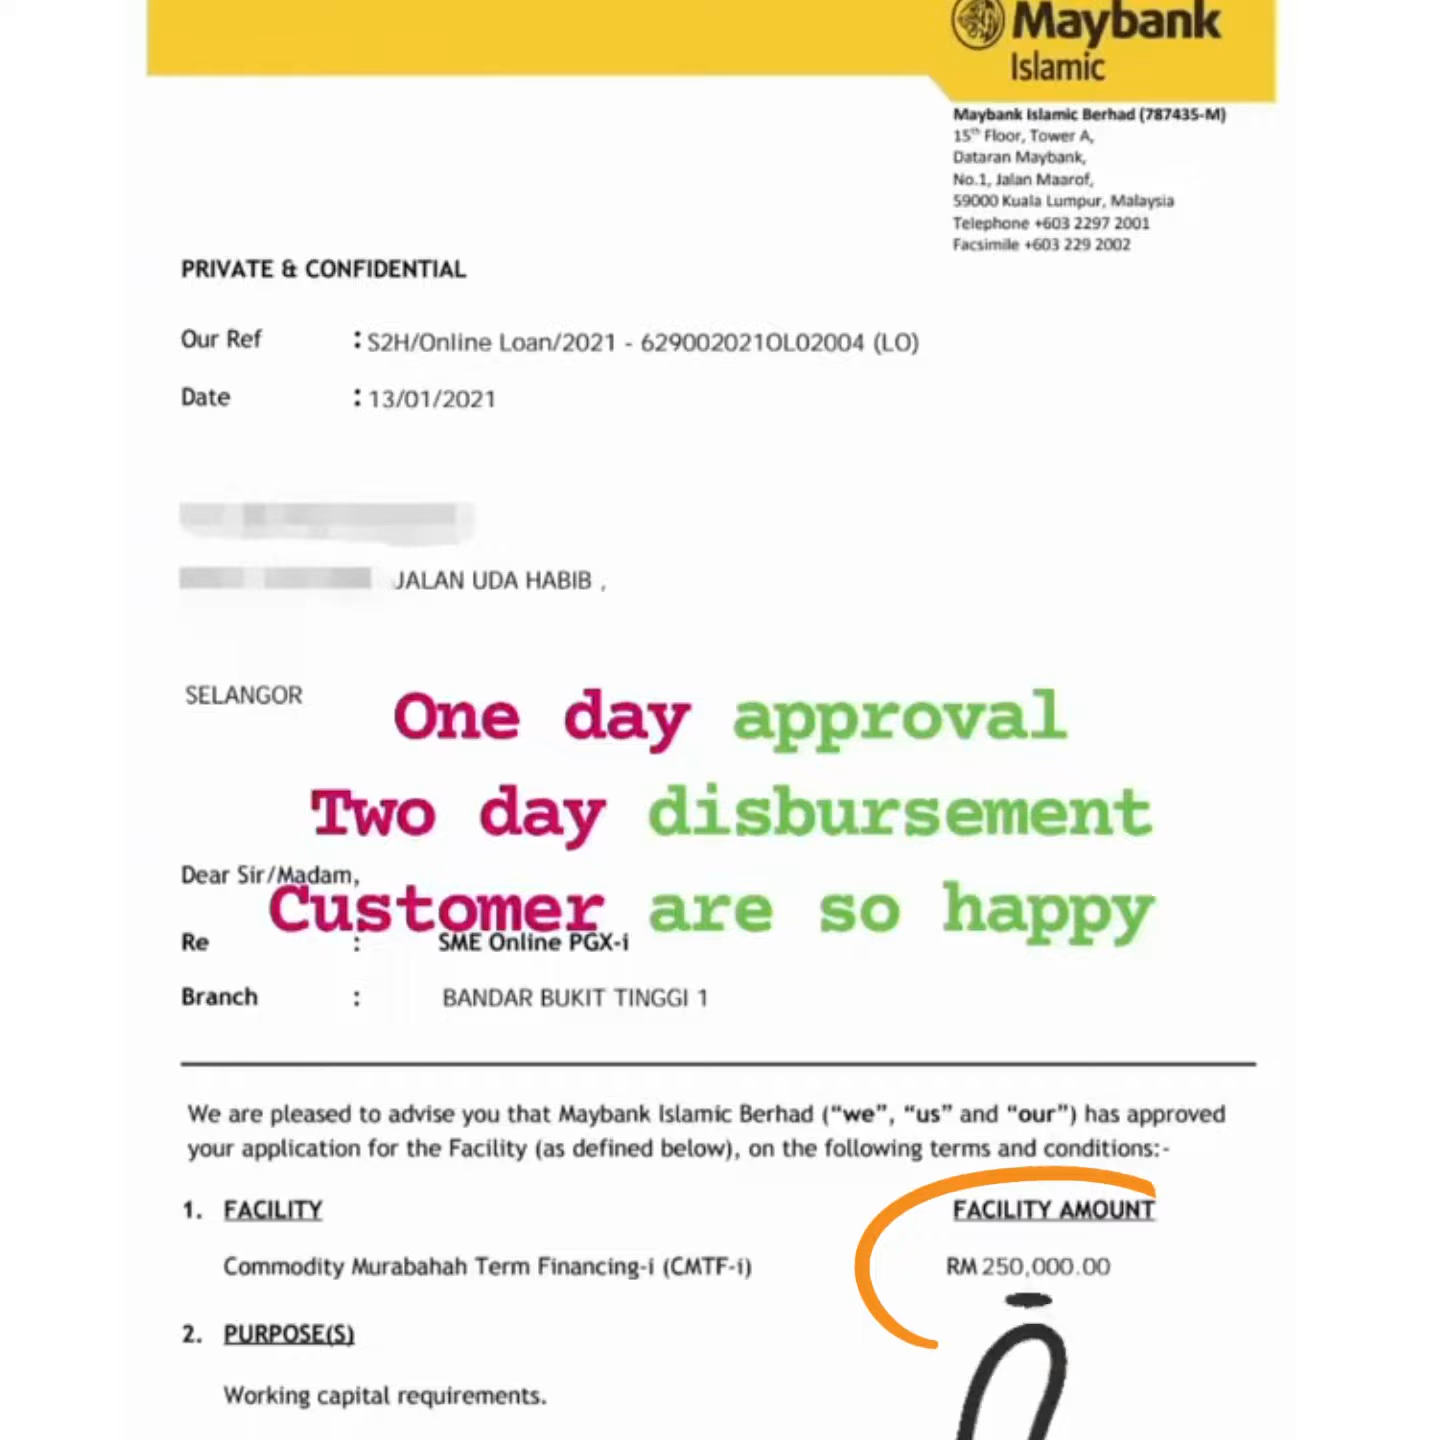 Maybank
Islamic
Maybank Islamic Berhad (787435-M)
15th Floor, Tower A,
Dataran Maybank,
No.1, Jalan Maarof,
59000 Kuala Lumpur, Malaysia
Telephone +603 2297 2001
Facsimile +603 229 2002
PRIVATE & CONFIDENTIAL
Our Ref : S2H/Online Loan/2021 - 629002021OL02004 (LO)
Date : 13/01/2021
JALAN UDA HABIB ,
SELANGOR
One day approval
Two day disbursement
Dear Sir/Madam,
Customer are so happy
Re : SME Online PGX-i
Branch : BANDAR BUKIT TINGGI 1
We are pleased to advise you that Maybank Islamic Berhad (“we”, “us” and “our”) has approved
your application for the Facility (as defined below), on the following terms and conditions:-
1. FACILITY FACILITY AMOUNT
Commodity Murabahah Term Financing-i (CMTF-i) RM 250,000.00
2. PURPOSE(S)
Working capital requirements.